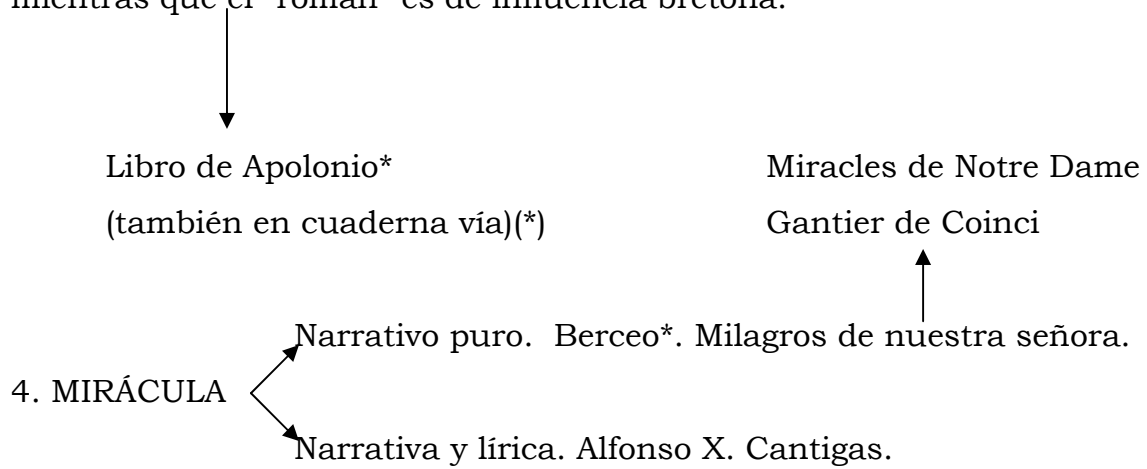 mientras que el "roman" es de influencia bretona.
Libro de Apolonio*
(también en cuaderna vía)(*)
Miracles de Notre Dame
Gantier de Coinci
Narrativo puro. Berceo*. Milagros de nuestra señora.
4. MIRÁCULA
Narrativa y lírica. Alfonso X. Cantigas.